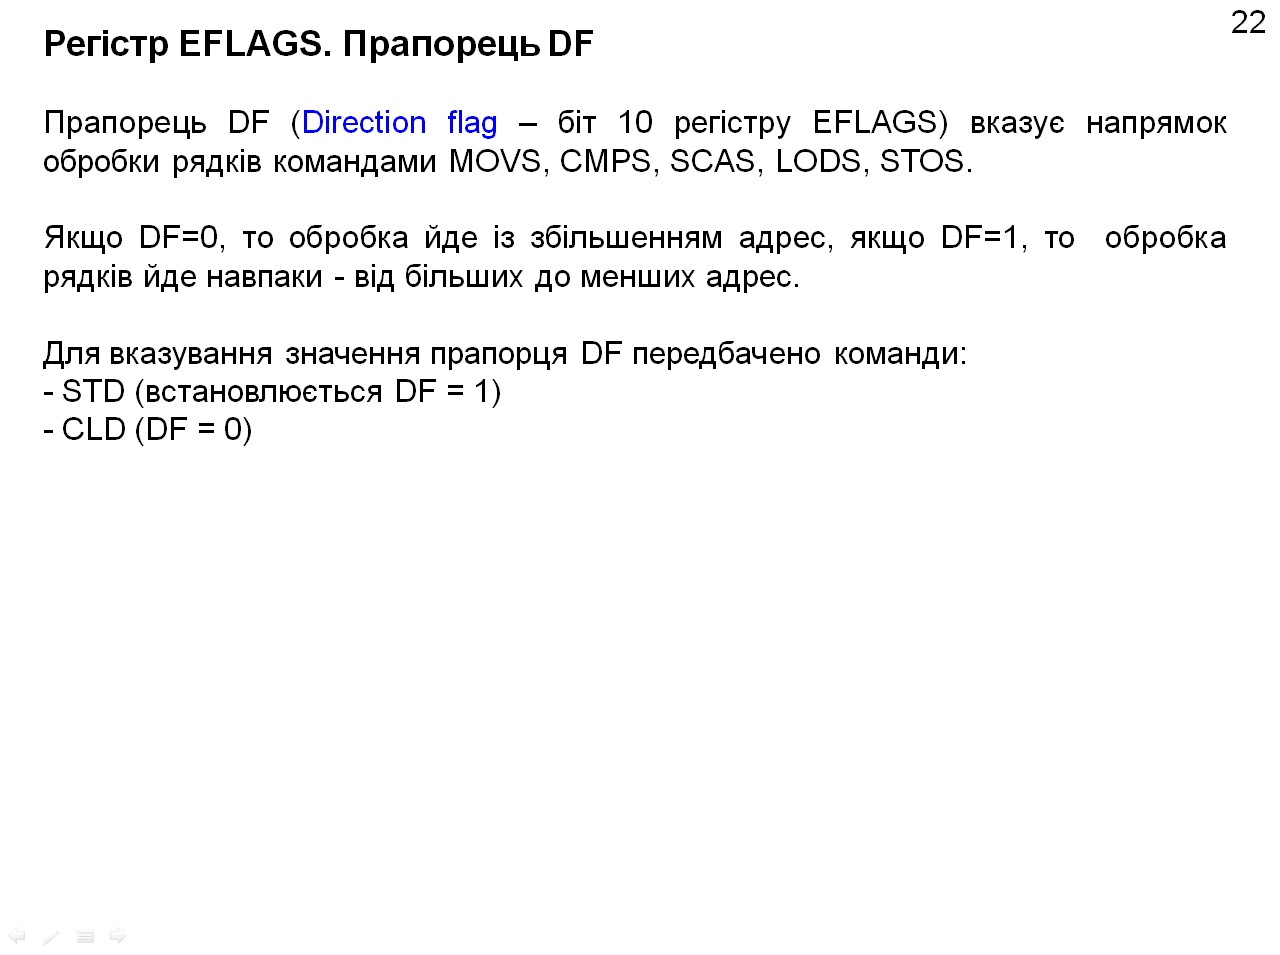 22
Регістр EFLAGS. Прапорець DF
Прапорець DF (Direction flag – біт 10 регістру EFLAGS) вказує напрямок
обробки рядків командами MOVS, CMPS, SCAS, LODS, STOS.
Якщо DF=0, то обробка йде із збільшенням адрес, якщо DF=1, то обробка
рядків йде навпаки - від більших до менших адрес.
Для вказування значення прапорця DF передбачено команди:
- STD (встановлюється DF = 1)
- CLD (DF = 0)